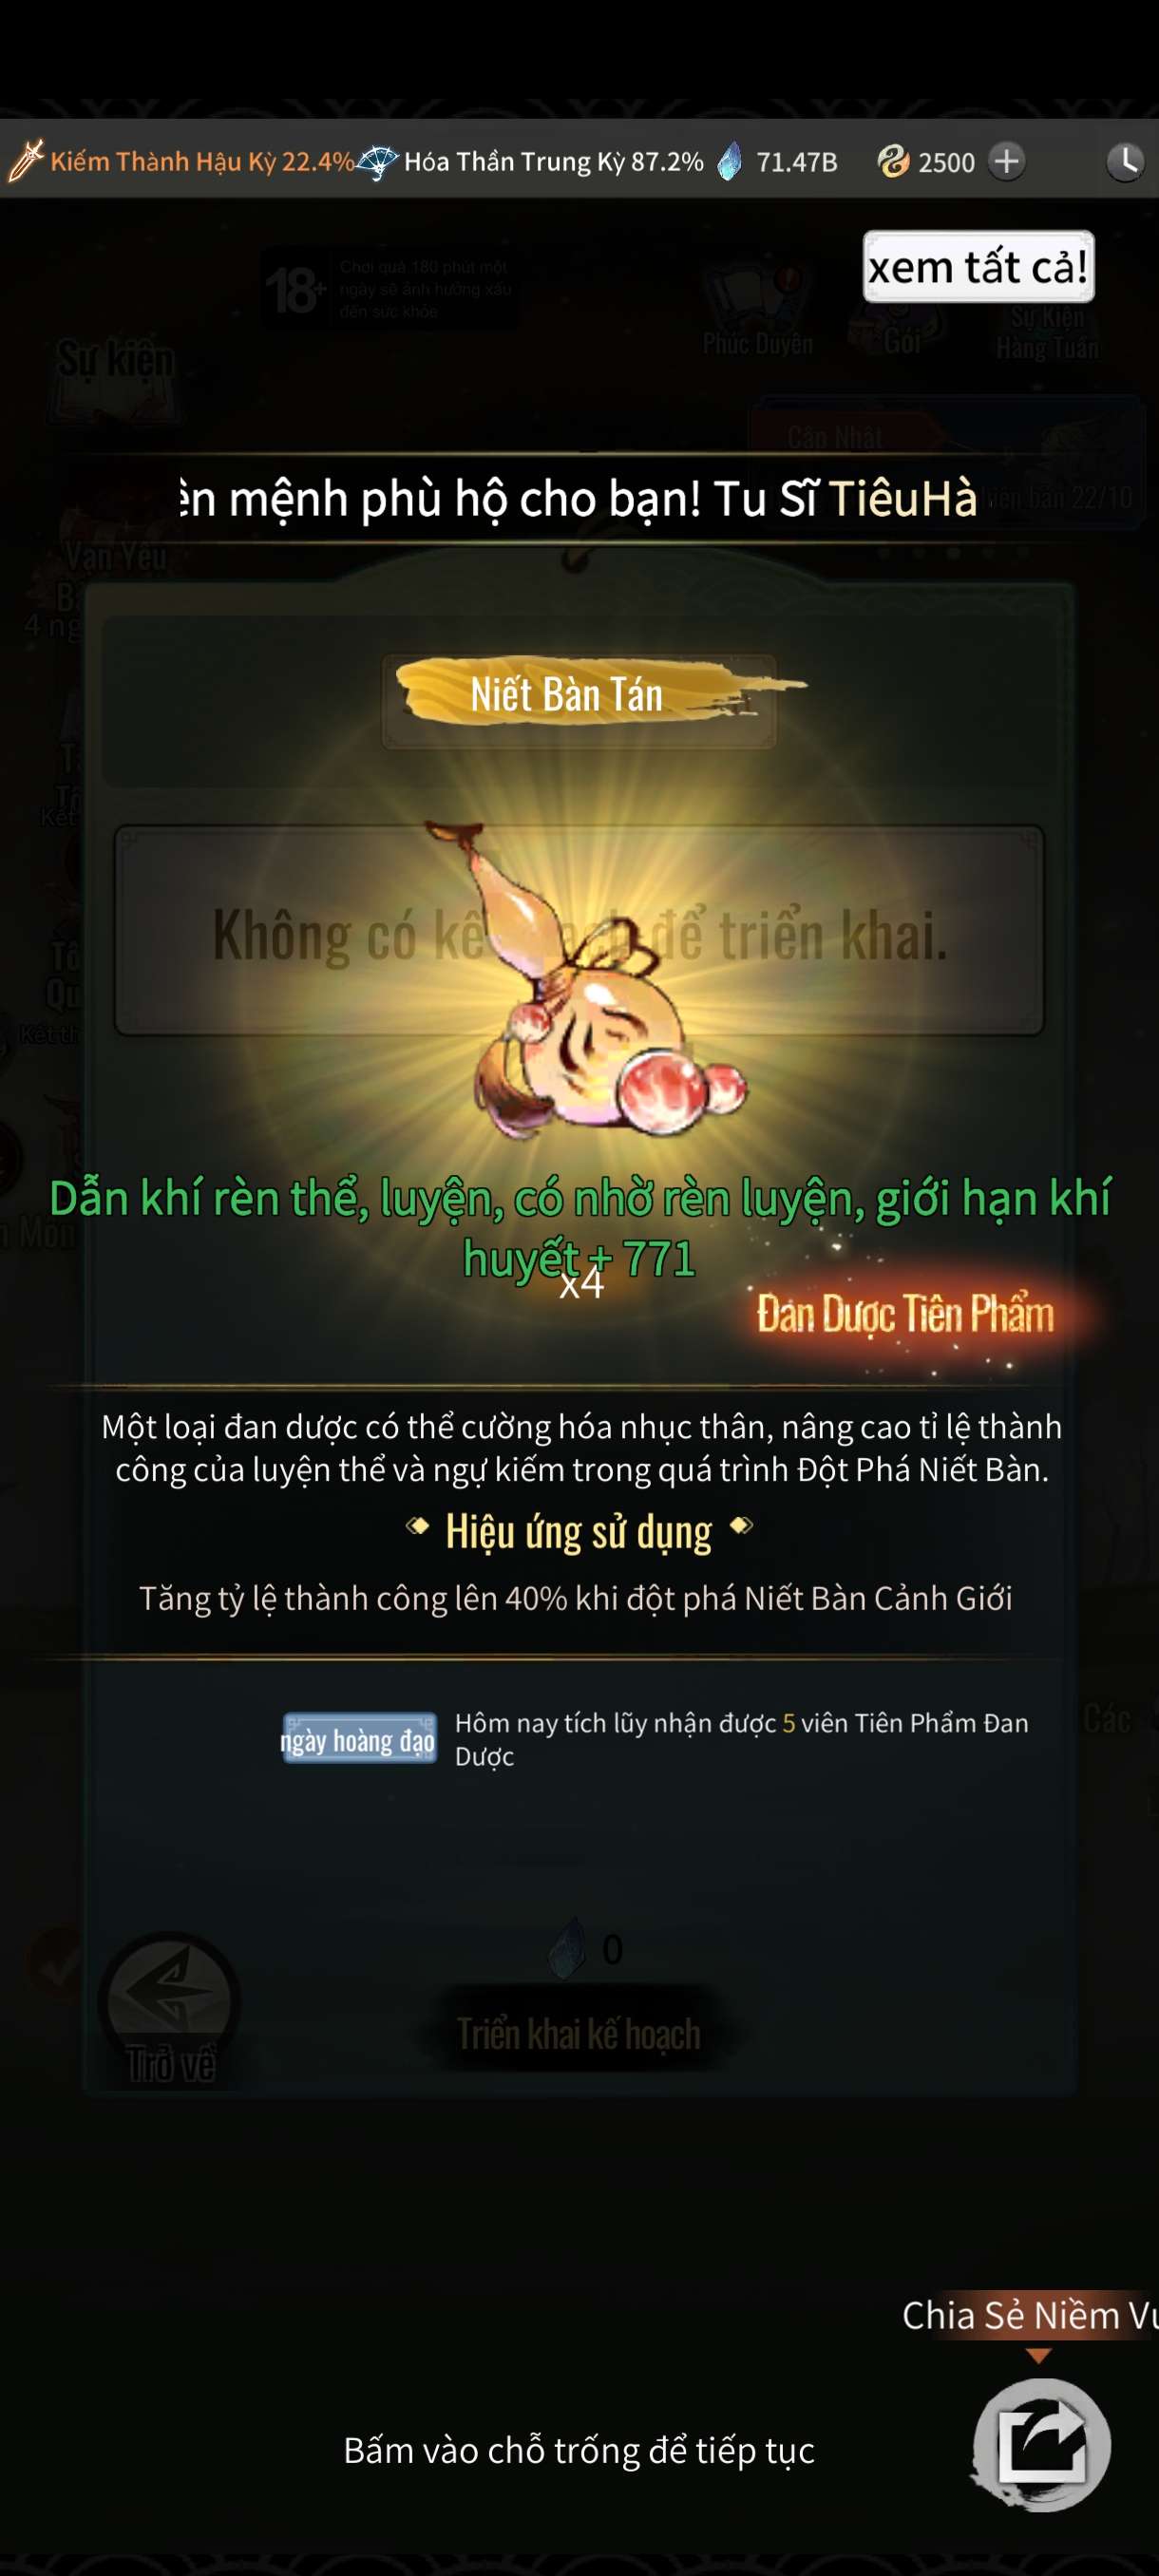 Kiếm Thành Hậu Kỳ 22.4% Hóa Thần Trung Kỳ 87.2% 71.47B 2500
xem tất cả!
18+
Chơi quá 180 phút một
ngày sẽ ảnh hưởng xấu
đến sức khỏe
Phúc Duyên
Gói
Sự Kiện
Hàng Tuần
Sự kiện
Cập Nhật
mệnh phù hộ cho bạn! Tu Sĩ TiêuHà
bản 22/10
Vạn Yêu
4
Niết Bàn Tán
Không có để triển khai.
Dẫn khí rèn thể, luyện, có nhờ rèn luyện, giới hạn khí
huyết + 771
x4
Đan Dược Tiên Phẩm
Môn
Một loại đan dược có thể cường hóa nhục thân, nâng cao tỉ lệ thành
công của luyện thể và ngự kiếm trong quá trình Đột Phá Niết Bàn.
Hiệu ứng sử dụng
Tăng tỷ lệ thành công lên 40% khi đột phá Niết Bàn Cảnh Giới
ngày hoàng đạo
Hôm nay tích lũy nhận được 5 viên Tiên Phẩm Đan
Dược
Các
0
Triển khai kế hoạch
Trở về
Chia Sẻ Niềm
Bấm vào chỗ trống để tiếp tục